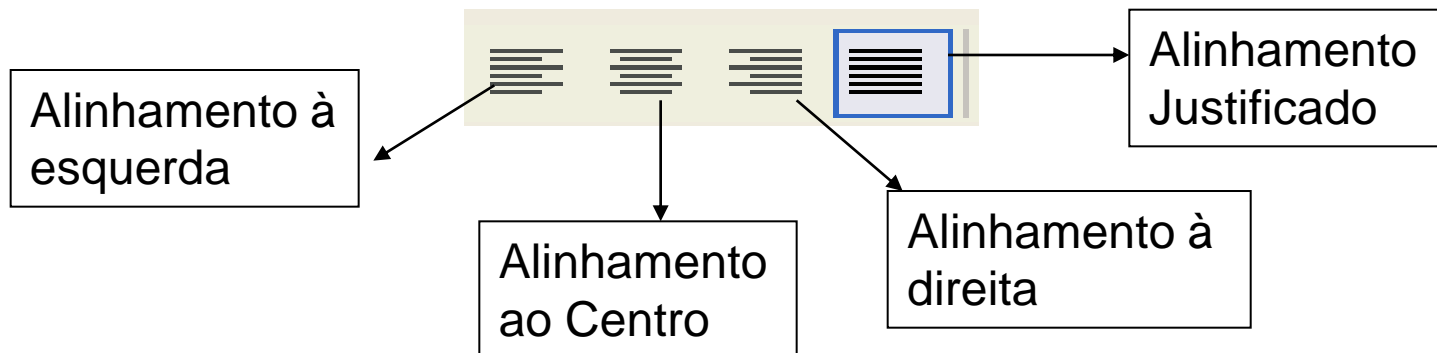 Alinhamento à
esquerda
Alinhamento
ao Centro
Alinhamento à
direita
Alinhamento
Justificado